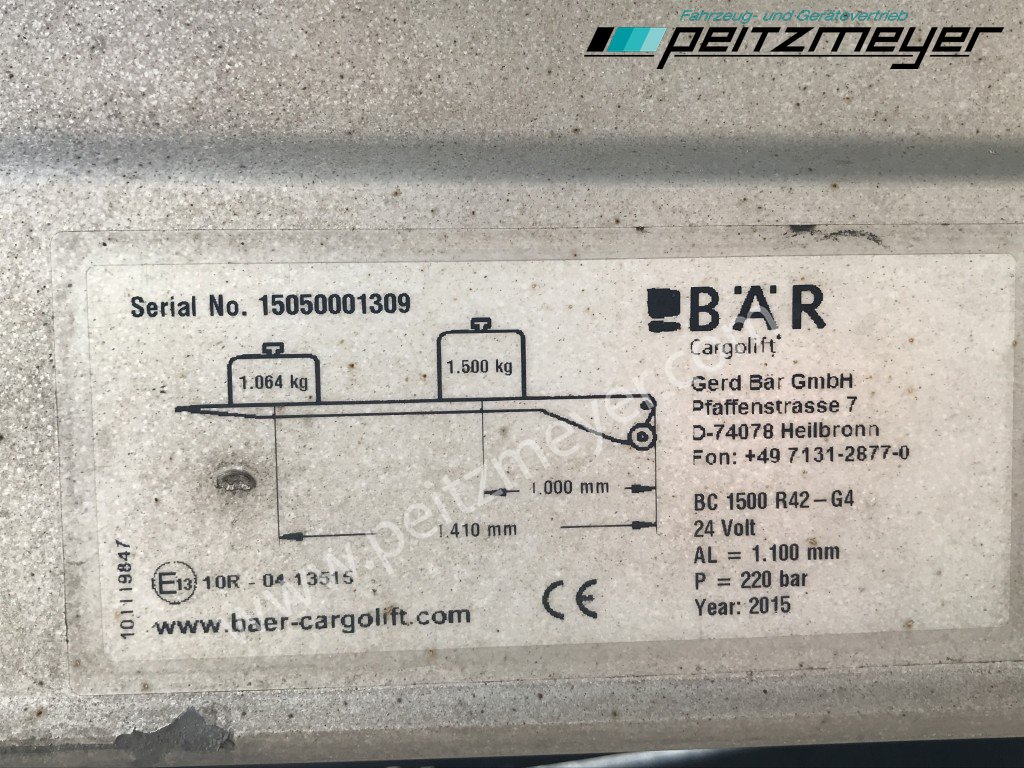 Fahrzeug- und Gerätevertrieb
peitzmeyer
Serial No. 15050001309
BÄR
Cargolift
1.064 kg
1.500 kg
Gerd Bär GmbH
Pfaffenstrasse 7
D-74078 Heilbronn
Fon: +49 7131-2877-0
1.000 mm
1.410 mm
BC 1500 R42-G4
24 Volt
AL = 1.100 mm
P = 220 bar
Year: 2015
E13 10R - 04 13515
CE
www.baer-cargolift.com
10.1119847
www.peitzmeyer.com